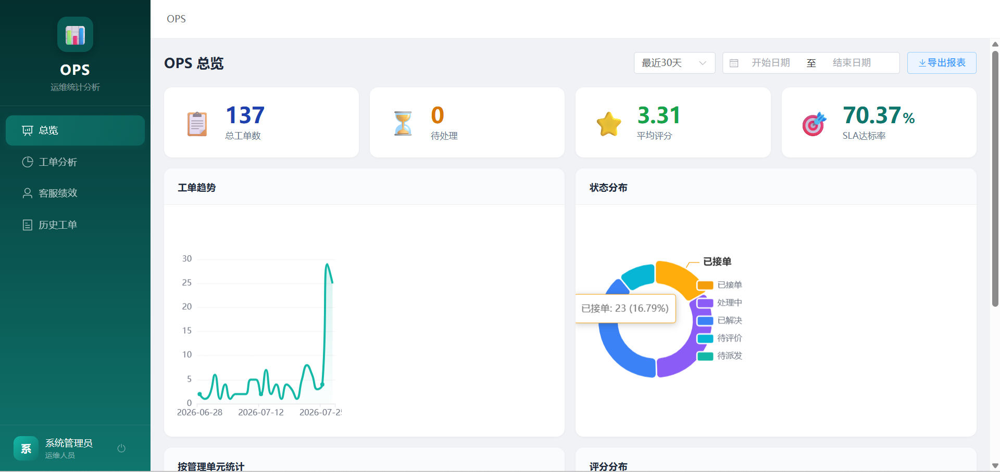 OPS
运维统计分析
总览
工单分析
客服绩效
历史工单
系
系统管理员
运维人员
OPS
OPS 总览
最近30天
开始日期 至 结束日期
导出报表
137
总工单数
0
待处理
3.31
平均评分
70.37%
SLA达标率
工单趋势
30
25
20
15
10
5
0
2026-06-28 2026-07-12 2026-07-25
状态分布
已接单
已接单: 23 (16.79%)
已接单
处理中
已解决
待评价
待派发
按管理单元统计
评分分布